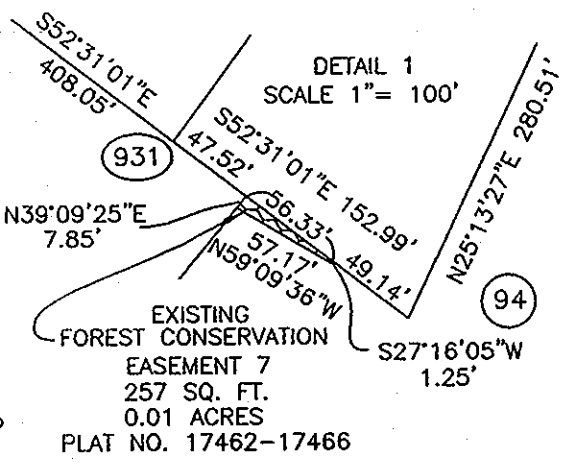 S52°31'01"E
408.05'
DETAIL 1
SCALE 1"= 100'
931
47.52'
S52°31'01"E 152.99'
N25°13'27"E 280.51'
N39°09'25"E
7.85'
56.33'
57.17'
N59°09'36"W
49.14'
94
S27°16'05"W
1.25'
EXISTING
FOREST CONSERVATION
EASEMENT 7
257 SQ. FT.
0.01 ACRES
PLAT NO. 17462-17466